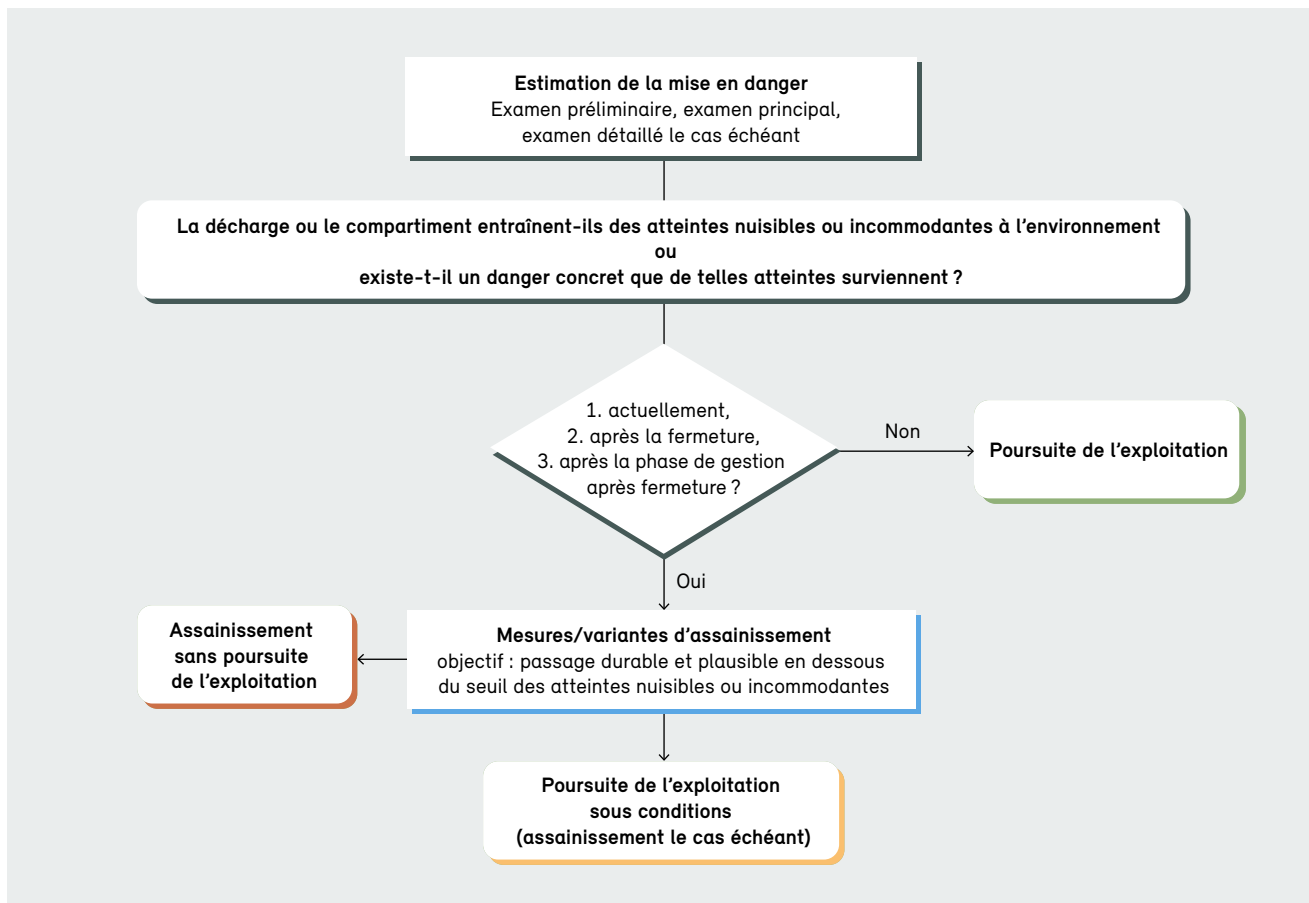 Estimation de la mise en danger
Examen préliminaire, examen principal,
examen détaillé le cas échéant
La décharge ou le compartiment entraînent-ils des atteintes nuisibles ou incommodantes à l’environnement
ou
existe-t-il un danger concret que de telles atteintes surviennent ?
1. actuellement,
2. après la fermeture,
3. après la phase de gestion
après fermeture ?
Non
Poursuite de l’exploitation
Oui
Assainissement
sans poursuite
de l’exploitation
Mesures/variantes d’assainissement
objectif : passage durable et plausible en dessous
du seuil des atteintes nuisibles ou incommodantes
Poursuite de l’exploitation
sous conditions
(assainissement le cas échéant)